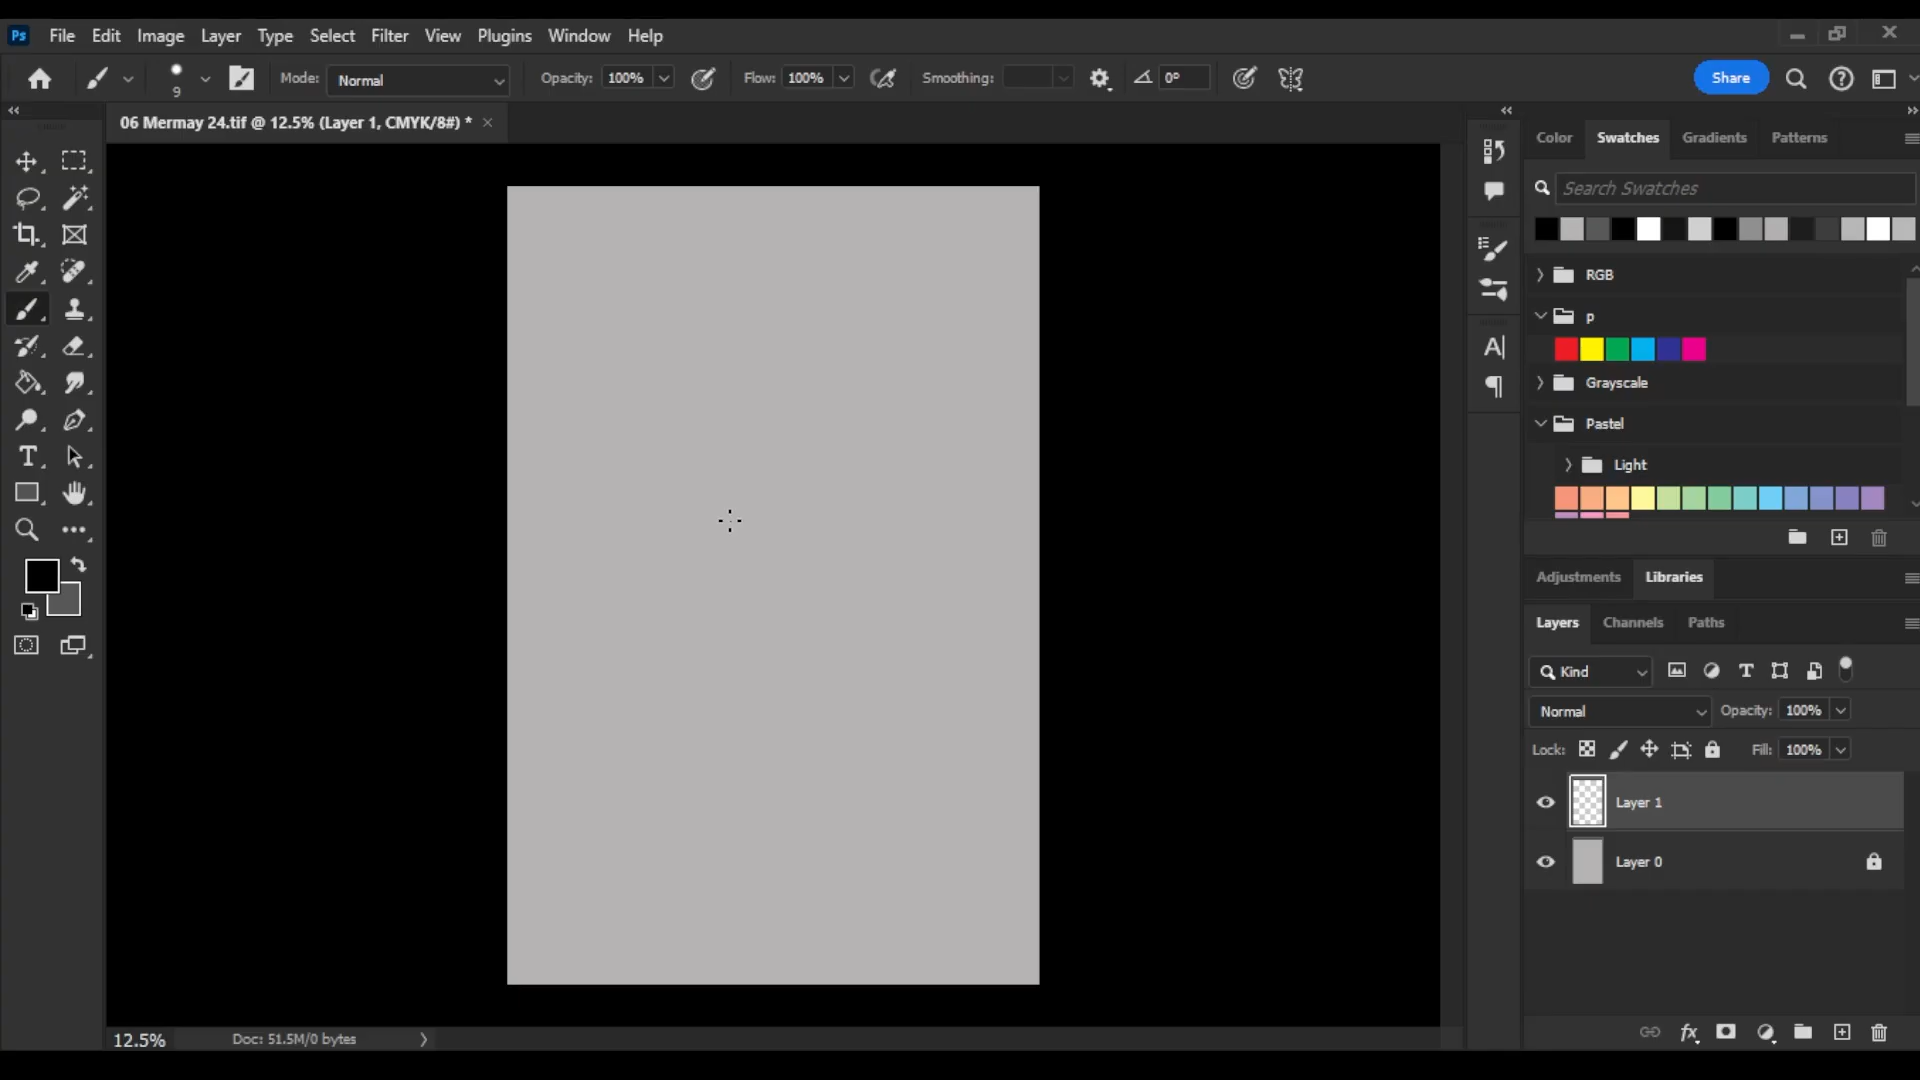 Ps File Edit Image Layer Type Select Filter View Plugins Window Help
9 Mode: Normal Opacity: 100% Flow: 100% Smoothing: 0° Share
06 Mermay 24.tif @ 12.5% (Layer 1, CMYK/8#) *
Color Swatches Gradients Patterns
Search Swatches
RGB
p
Grayscale
Pastel
Light
Adjustments Libraries
Layers Channels Paths
Kind
Normal Opacity: 100%
Lock: Fill: 100%
Layer 1
Layer 0
fx
12.5% Doc: 51.5M/0 bytes